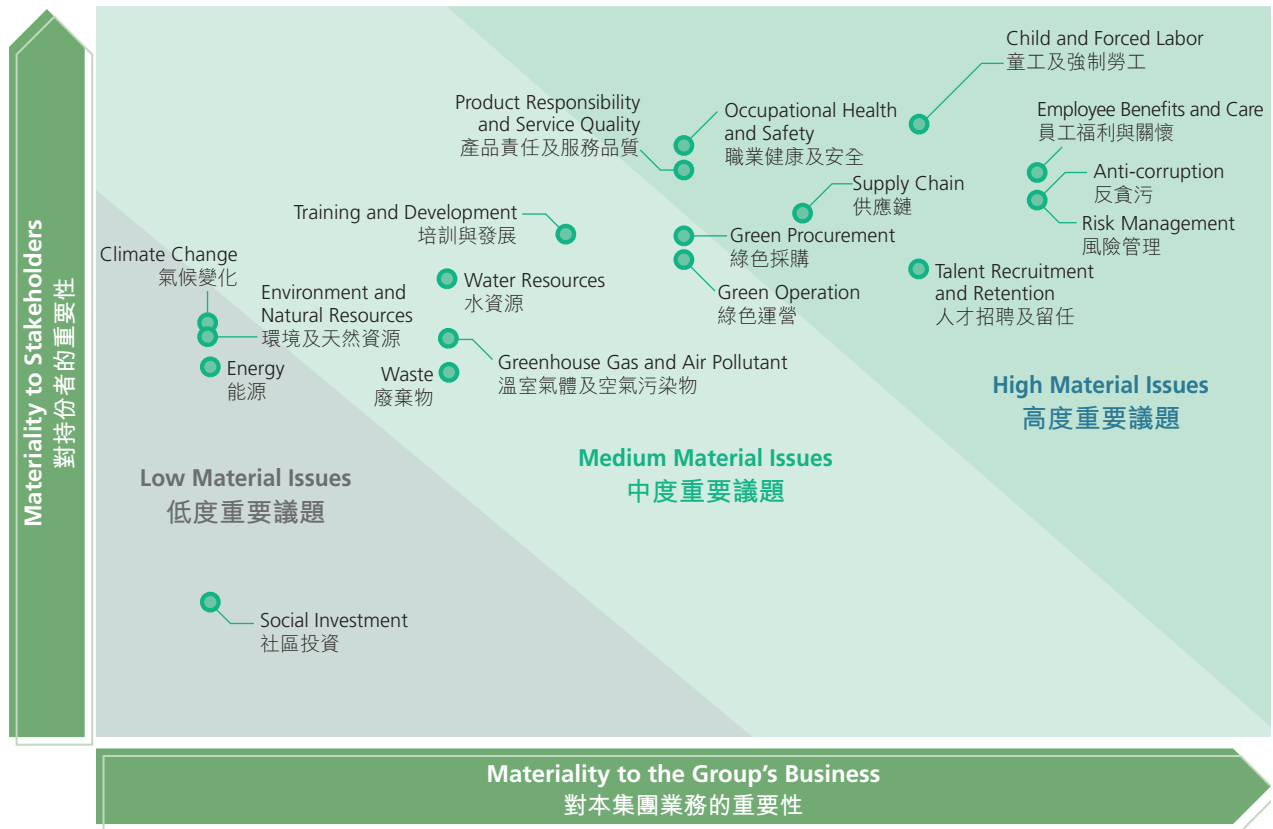 Materiality to Stakeholders
對持份者的重要性
Child and Forced Labor
童工及強制勞工
Product Responsibility
and Service Quality
產品責任及服務品質
Occupational Health
and Safety
職業健康及安全
Employee Benefits and Care
員工福利與關懷
Anti-corruption
反貪污
Supply Chain
供應鏈
Training and Development
培訓與發展
Green Procurement
綠色採購
Risk Management
風險管理
Climate Change
氣候變化
Water Resources
水資源
Green Operation
綠色運營
Talent Recruitment
and Retention
人才招聘及留任
Environment and
Natural Resources
環境及天然資源
Energy
能源
Waste
廢棄物
Greenhouse Gas and Air Pollutant
溫室氣體及空氣污染物
High Material Issues
高度重要議題
Medium Material Issues
中度重要議題
Low Material Issues
低度重要議題
Social Investment
社區投資
Materiality to the Group's Business
對本集團業務的重要性